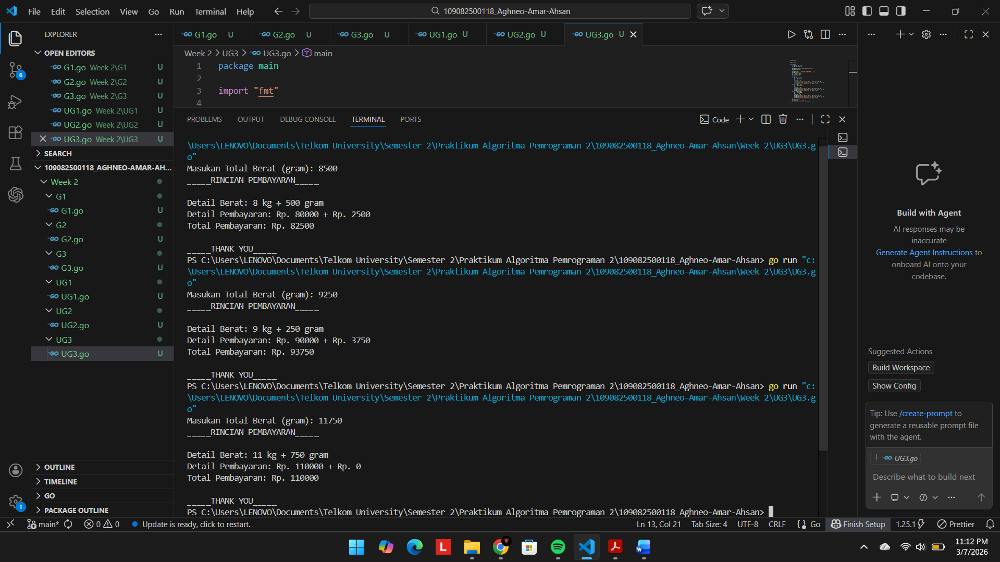 File Edit Selection View Go Run Terminal Help
109082500118_Aghneo-Amar-Ahsan
EXPLORER
OPEN EDITORS
G1.go Week 2\G1 U
G2.go Week 2\G2 U
G3.go Week 2\G3 U
UG1.go Week 2\UG1 U
UG2.go Week 2\UG2 U
UG3.go Week 2\UG3 U
SEARCH
109082500118_AGHNEO-AMAR-AH...
Week 2
G1
G1.go U
G2
G2.go U
G3
G3.go U
UG1
UG1.go U
UG2
UG2.go U
UG3
UG3.go U
OUTLINE
TIMELINE
GO
PACKAGE OUTLINE
G1.go U G2.go U G3.go U UG1.go U UG2.go U UG3.go U
Week 2 > UG3 > UG3.go > main
1 package main
2
3 import "fmt"
4
PROBLEMS OUTPUT DEBUG CONSOLE TERMINAL PORTS
Code
\Users\LENOVO\Documents\Telkom University\Semester 2\Praktikum Algoritma Pemrograman 2\109082500118_Aghneo-Amar-Ahsan\Week 2\UG3\UG3.g
o"
Masukan Total Berat (gram): 8500
_____RINCIAN PEMBAYARAN_____
Detail Berat: 8 kg + 500 gram
Detail Pembayaran: Rp. 80000 + Rp. 2500
Total Pembayaran: Rp. 82500
_____THANK YOU_____
PS C:\Users\LENOVO\Documents\Telkom University\Semester 2\Praktikum Algoritma Pemrograman 2\109082500118_Aghneo-Amar-Ahsan> go run "c:
\Users\LENOVO\Documents\Telkom University\Semester 2\Praktikum Algoritma Pemrograman 2\109082500118_Aghneo-Amar-Ahsan\Week 2\UG3\UG3.g
o"
Masukan Total Berat (gram): 9250
_____RINCIAN PEMBAYARAN_____
Detail Berat: 9 kg + 250 gram
Detail Pembayaran: Rp. 90000 + Rp. 3750
Total Pembayaran: Rp. 93750
_____THANK YOU_____
PS C:\Users\LENOVO\Documents\Telkom University\Semester 2\Praktikum Algoritma Pemrograman 2\109082500118_Aghneo-Amar-Ahsan> go run "c:
\Users\LENOVO\Documents\Telkom University\Semester 2\Praktikum Algoritma Pemrograman 2\109082500118_Aghneo-Amar-Ahsan\Week 2\UG3\UG3.g
o"
Masukan Total Berat (gram): 11750
_____RINCIAN PEMBAYARAN_____
Detail Berat: 11 kg + 750 gram
Detail Pembayaran: Rp. 110000 + Rp. 0
Total Pembayaran: Rp. 110000
_____THANK YOU_____
PS C:\Users\LENOVO\Documents\Telkom University\Semester 2\Praktikum Algoritma Pemrograman 2\109082500118_Aghneo-Amar-Ahsan>
Build with Agent
AI responses may be
inaccurate
Generate Agent Instructions to
onboard AI onto your
codebase.
Suggested Actions
Build Workspace
Show Config
Tip: Use /create-prompt to
generate a reusable prompt file
with the agent.
UG3.go
Describe what to build next
6
1
main* 0 0 Update is ready, click to restart.
Ln 13, Col 21 Tab Size: 4 UTF-8 CRLF Go Finish Setup 1.25.1 Prettier
11:12 PM
3/7/2026